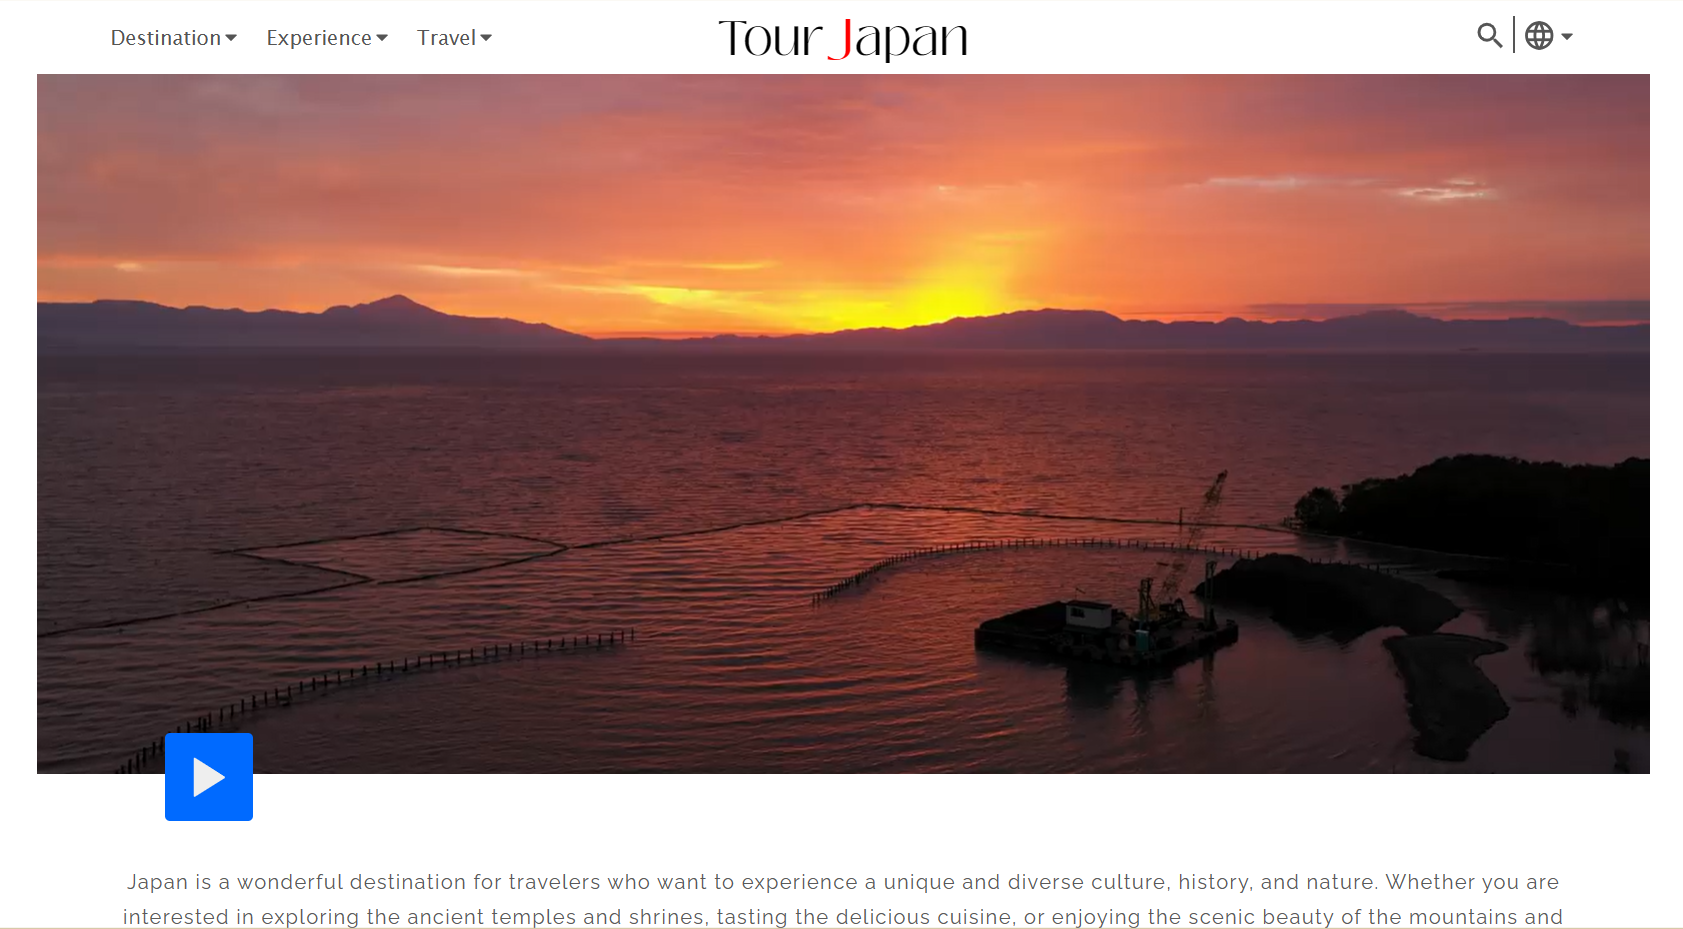 Destination Experience Travel Tour Japan
Japan is a wonderful destination for travelers who want to experience a unique and diverse culture, history, and nature. Whether you are
interested in exploring the ancient temples and shrines, tasting the delicious cuisine, or enjoying the scenic beauty of the mountains and